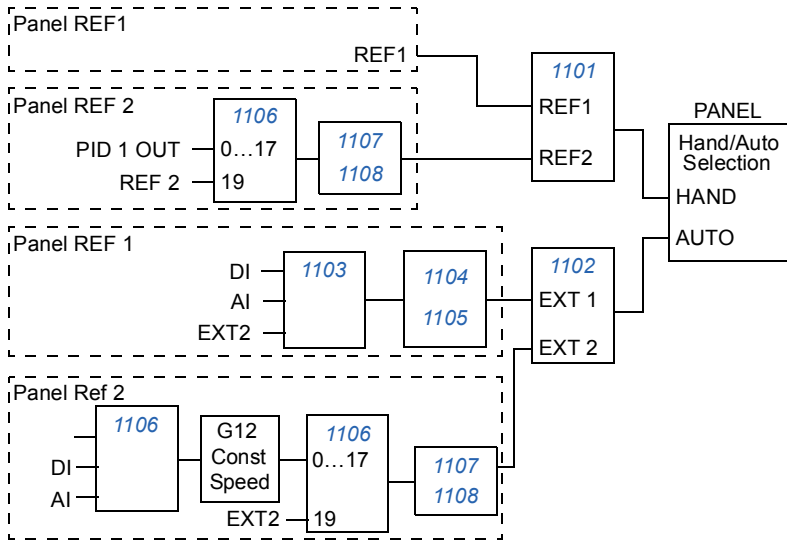 Panel REF1
REF1
1101
REF1
REF2
PANEL
Hand/Auto
Selection
HAND
AUTO
Panel REF 2
1106
PID 1 OUT
0...17
REF 2
19
1107
1108
Panel REF 1
DI
AI
EXT2
1103
1104
1105
1102
EXT 1
EXT 2
Panel Ref 2
1106
DI
AI
G12
Const
Speed
1106
0...17
EXT2
19
1107
1108